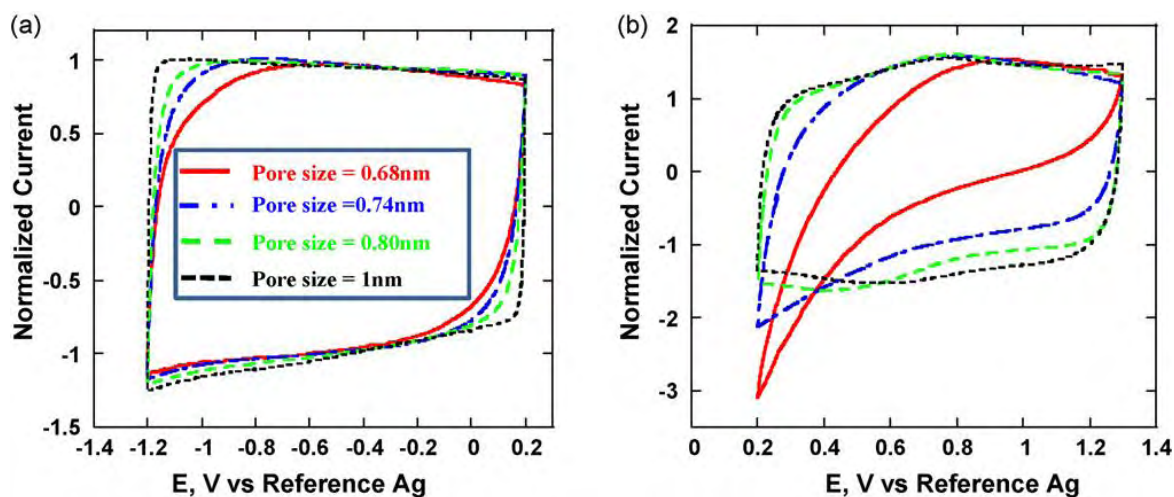 (a)
1
0.5
0
-0.5
-1
-1.5
Normalized Current
Pore size = 0.68nm
Pore size =0.74nm
Pore size = 0.80nm
Pore size = 1nm
-1.4 -1.2 -1 -0.8 -0.6 -0.4 -0.2 0 0.2
E, V vs Reference Ag
(b)
2
1
0
-1
-2
-3
Normalized Current
0 0.2 0.4 0.6 0.8 1 1.2 1.4
E, V vs Reference Ag